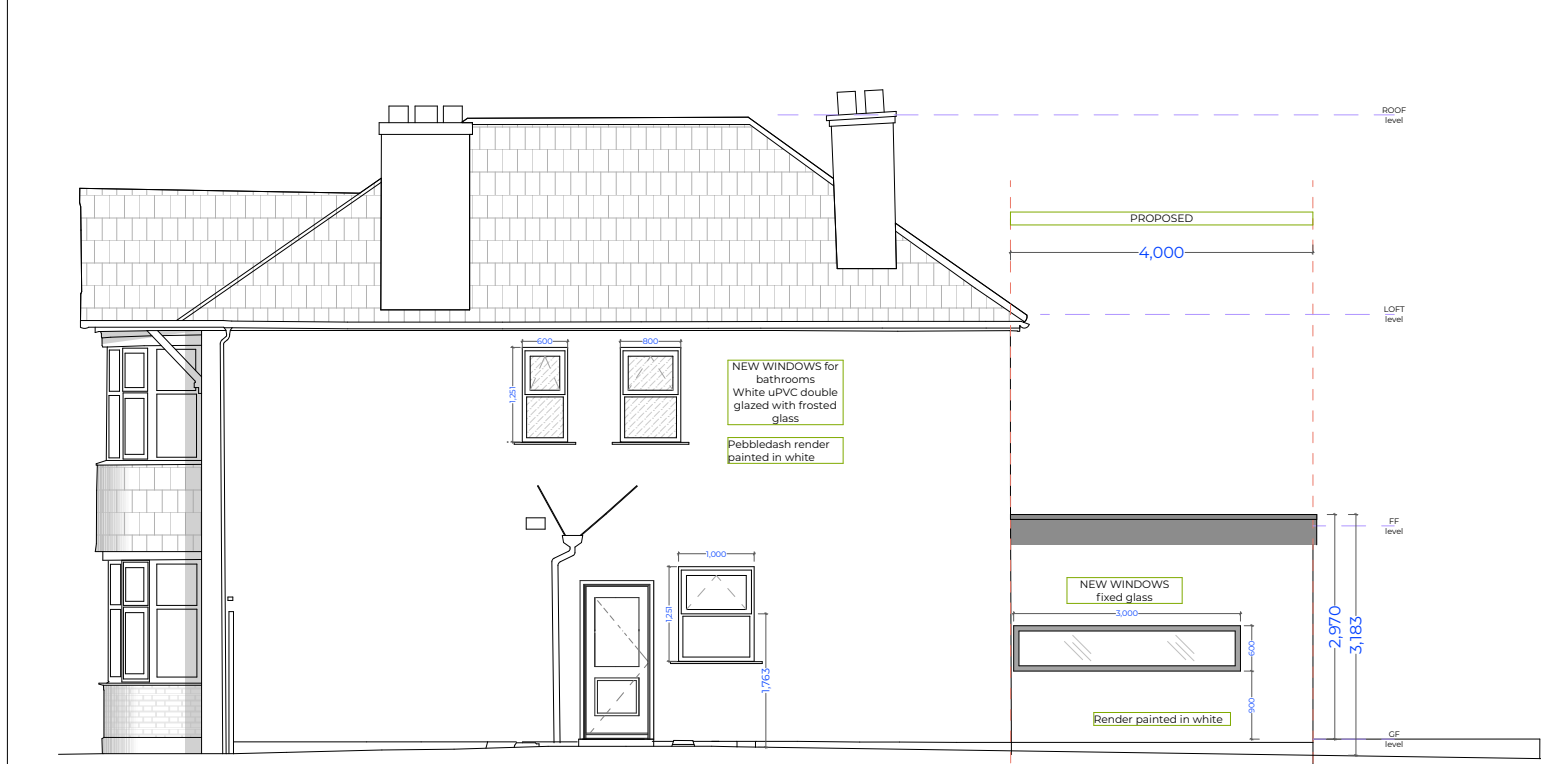 ROOF
level
PROPOSED
4,000
LOFT
level
600
800
1,251
NEW WINDOWS for
bathrooms
White uPVC double
glazed with frosted
glass
Pebbledash render
painted in white
FF
level
1,000
1,251
1,763
NEW WINDOWS
fixed glass
3,000
600
900
2,970
3,183
Render painted in white
GF
level